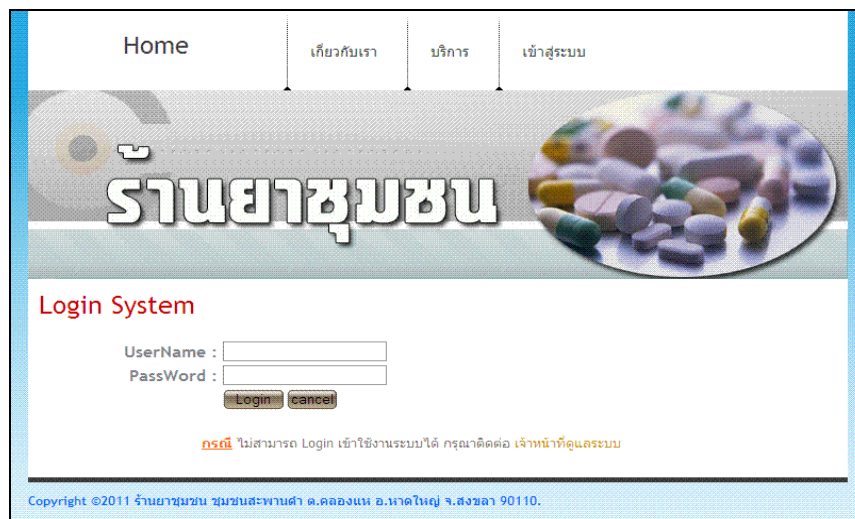 Home
เกี่ยวกับเรา
บริการ
เข้าสู่ระบบ
ร้านยาชุมชน
Login System
UserName :
PassWord :
Login cancel
กรณี ไม่สามารถ Login เข้าใช้งานระบบได้ กรุณาติดต่อ เจ้าหน้าที่ดูแลระบบ
Copyright ©2011 ร้านยาชุมชน ชุมชนสะพานดำ ต.คลองแห อ.หาดใหญ่ จ.สงขลา 90110.